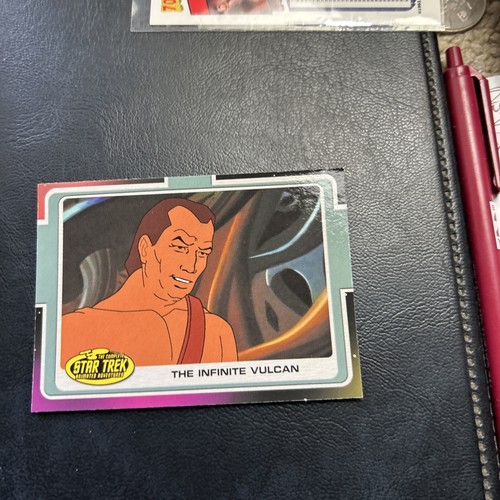 THE COMPLETE
STAR TREK
ANIMATED ADVENTURES
THE INFINITE VULCAN